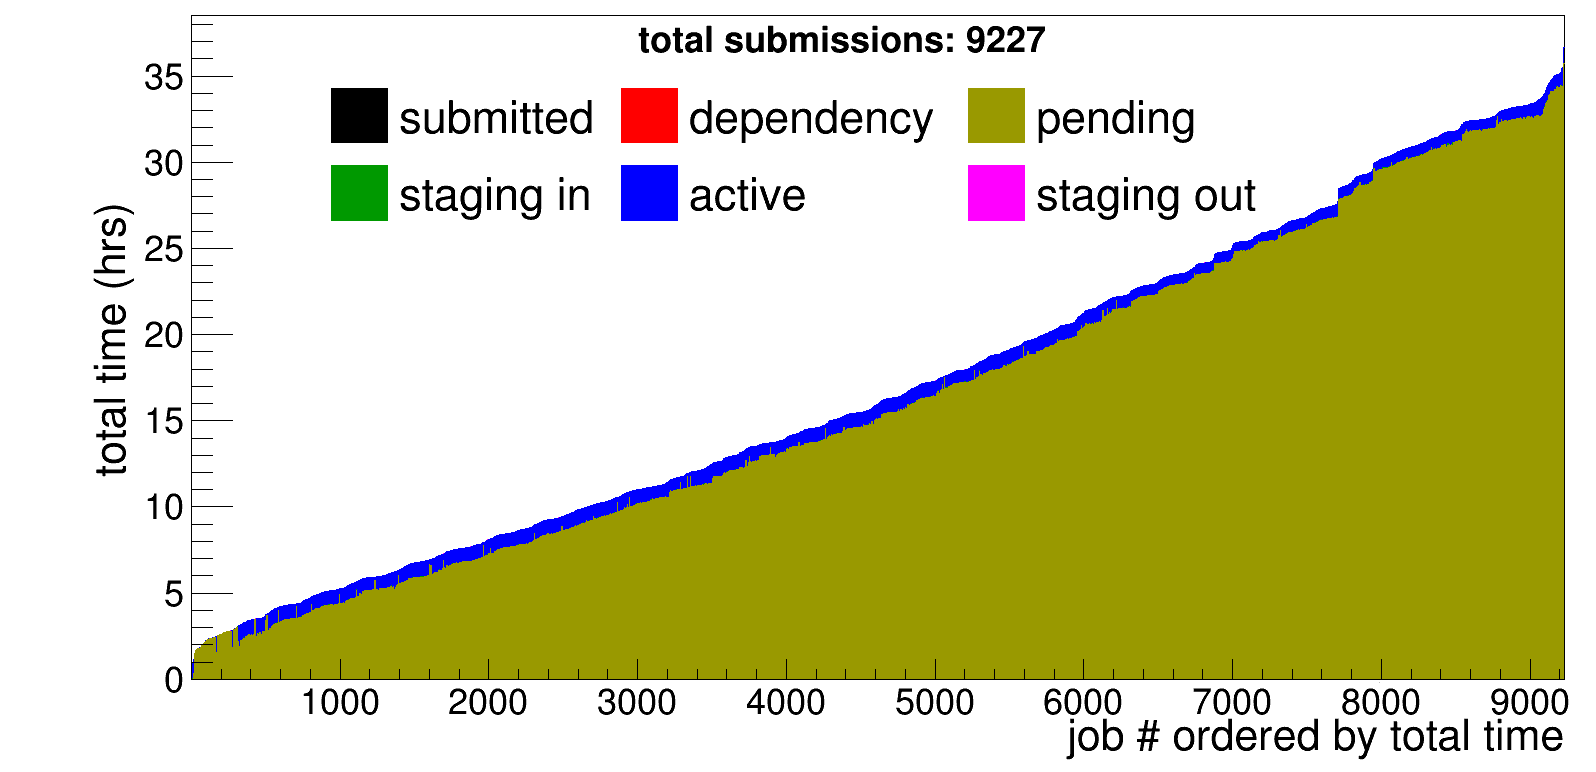 total submissions: 9227
submitted dependency pending
staging in active staging out
total time (hrs)
35
30
25
20
15
10
5
0
1000 2000 3000 4000 5000 6000 7000 8000 9000
job # ordered by total time